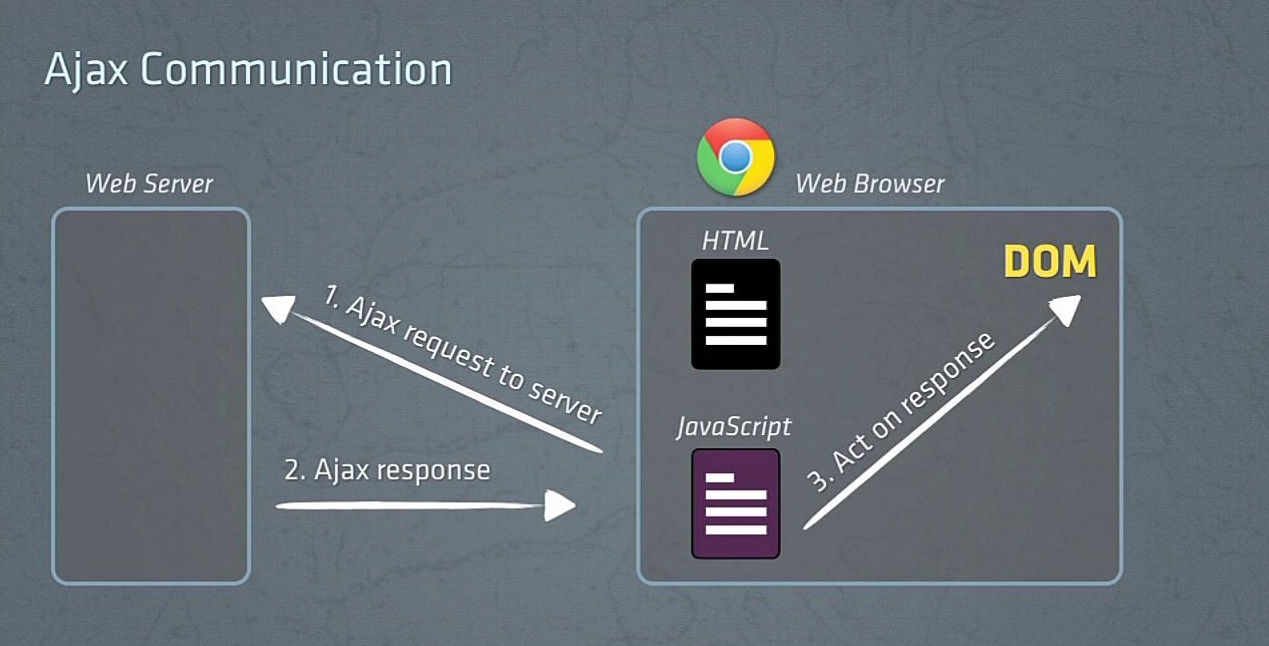 Ajax Communication
Web Server
Web Browser
HTML
DOM
1. Ajax request to server
JavaScript
2. Ajax response
3. Act on response